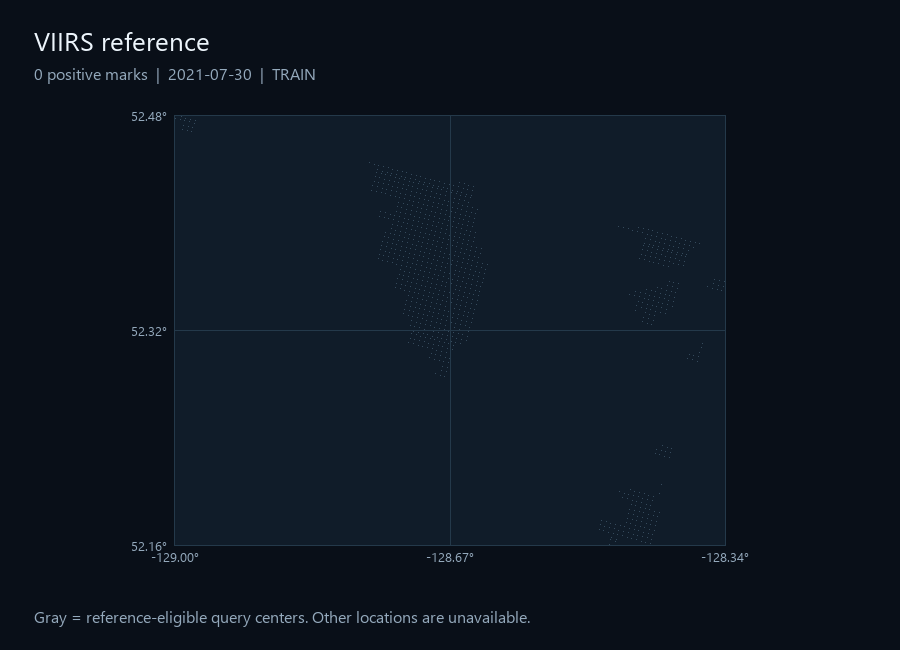 VIIRS reference
0 positive marks | 2021-07-30 | TRAIN
52.48°
52.32°
52.16°
-129.00°
-128.67°
-128.34°
Gray = reference-eligible query centers. Other locations are unavailable.